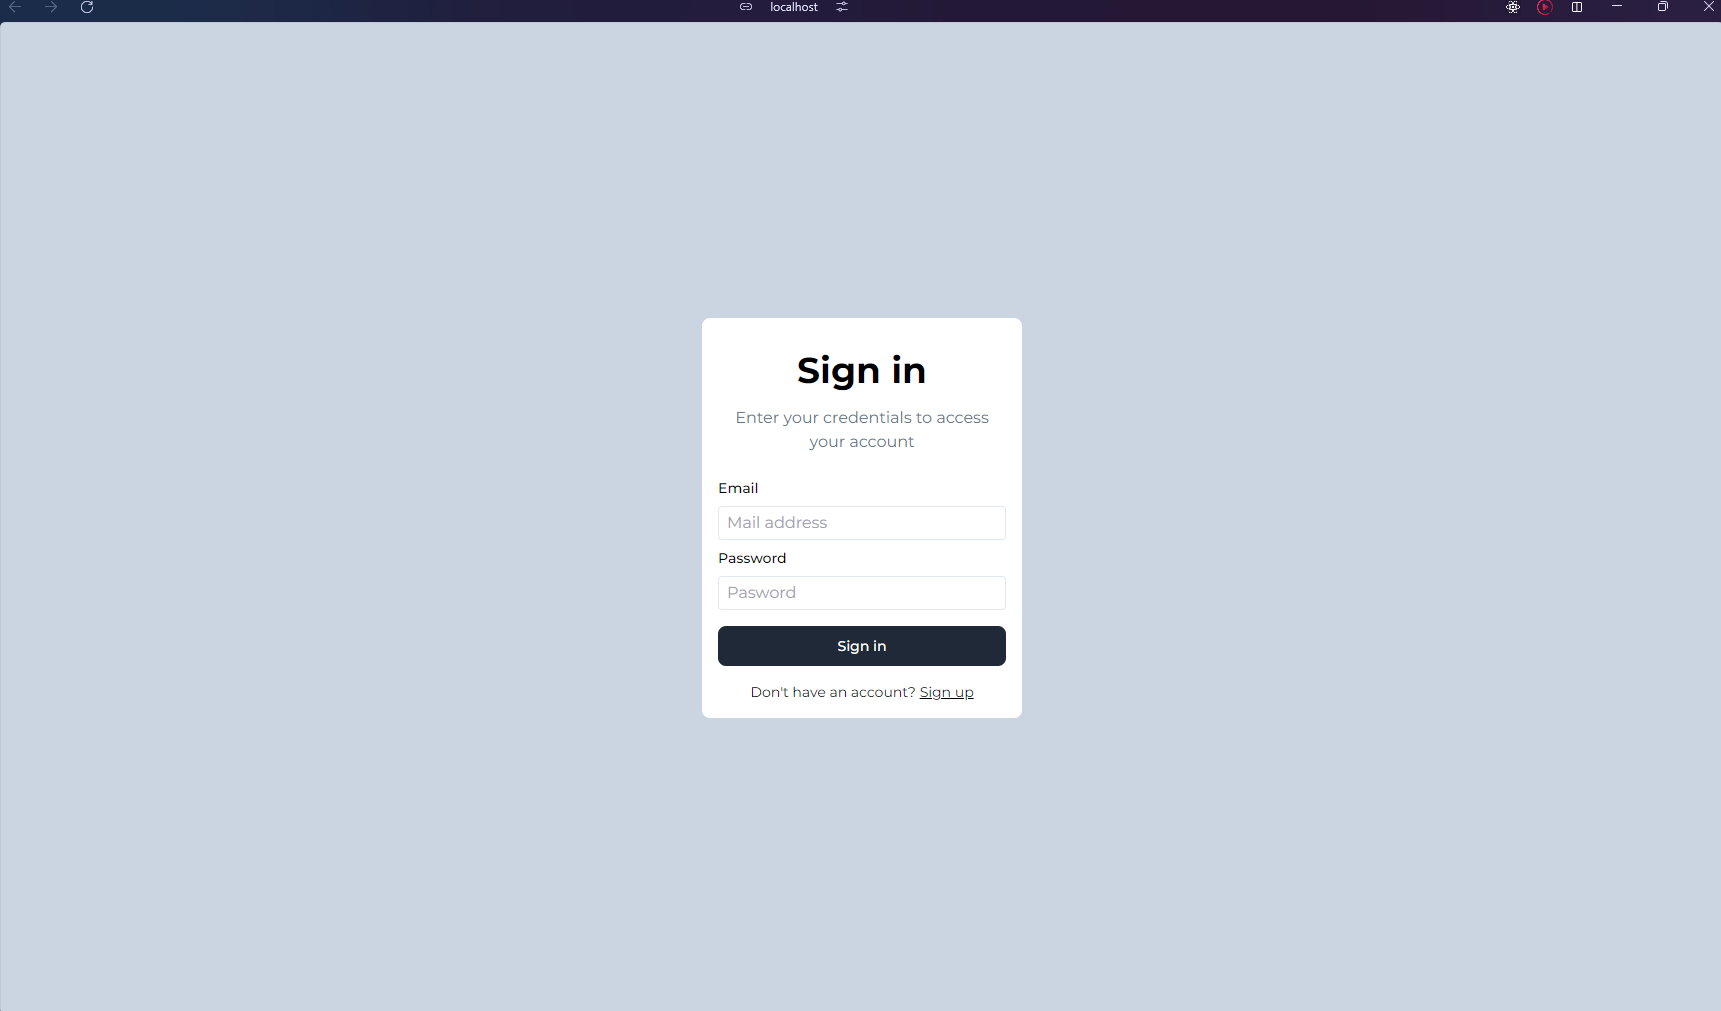 localhost
Sign in
Enter your credentials to access
your account
Email
Mail address
Password
Pasword
Sign in
Don't have an account? Sign up